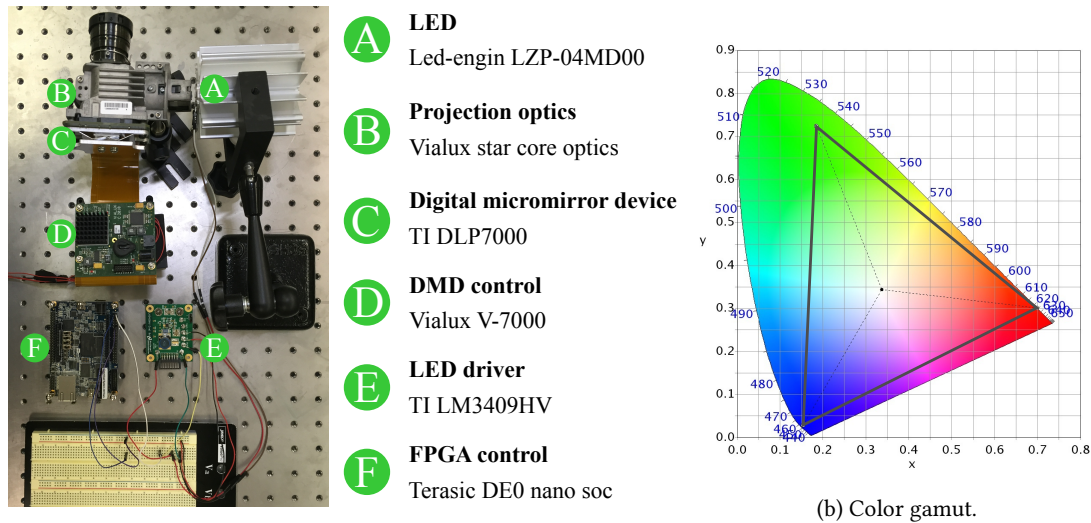 A
B
C
D
E
F
A
LED
Led-engin LZP-04MD00
B
Projection optics
Vialux star core optics
C
Digital micromirror device
TI DLP7000
D
DMD control
Vialux V-7000
E
LED driver
TI LM3409HV
F
FPGA control
Terasic DE0 nano soc
0.9
0.8
0.7
0.6
0.5
y
0.4
0.3
0.2
0.1
0.0
0.0 0.1 0.2 0.3 0.4 0.5 0.6 0.7 0.8
x
520
530
510
540
550
560
570
500
580
590
600
610
620
630
490
480
470
460
440
(b) Color gamut.